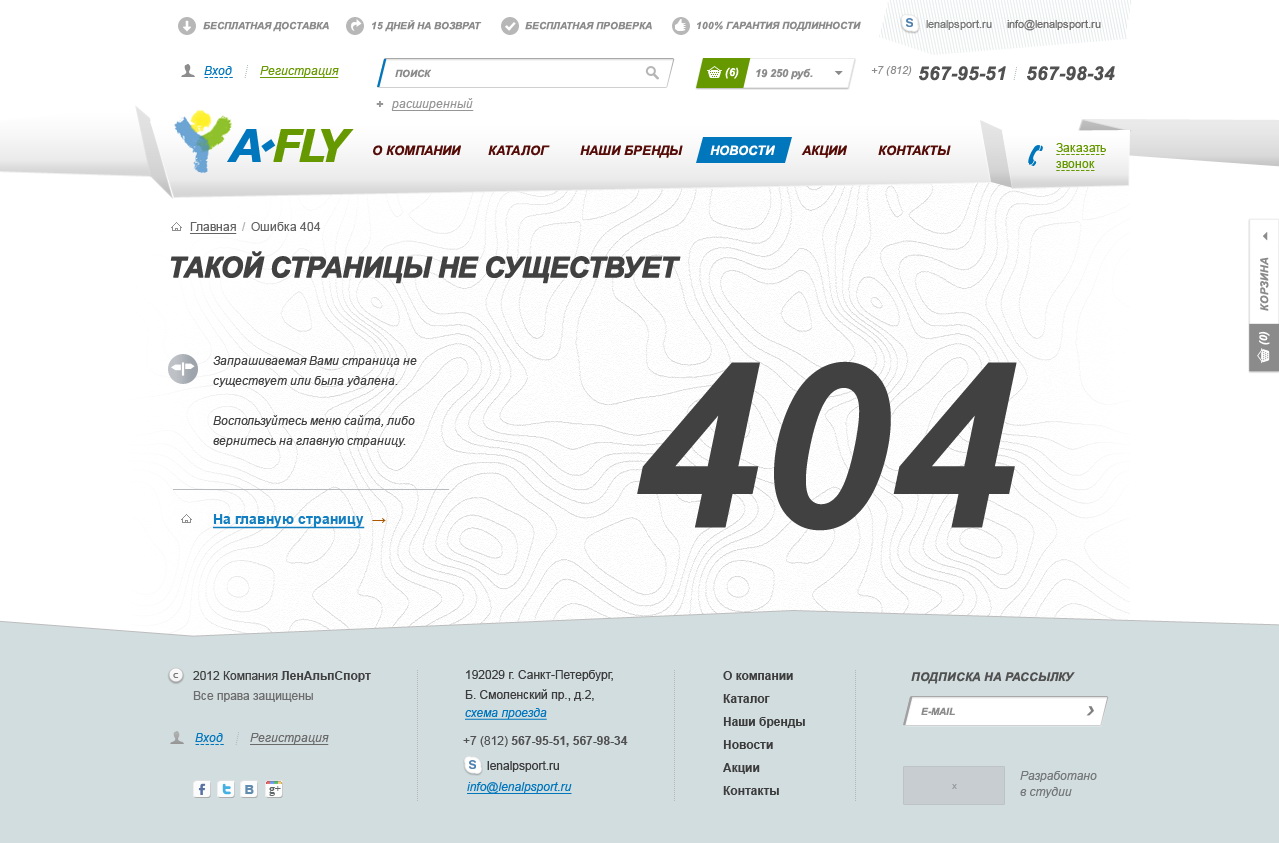 БЕСПЛАТНАЯ ДОСТАВКА 15 ДНЕЙ НА ВОЗВРАТ БЕСПЛАТНАЯ ПРОВЕРКА 100% ГАРАНТИЯ ПОДЛИННОСТИ S lenalpsport.ru info@lenalpsport.ru
Вход Регистрация ПОИСК (6) 19 250 руб. +7 (812) 567-95-51 567-98-34
+ расширенный
A•FLY О КОМПАНИИ КАТАЛОГ НАШИ БРЕНДЫ НОВОСТИ АКЦИИ КОНТАКТЫ Заказать
звонок
Главная / Ошибка 404
ТАКОЙ СТРАНИЦЫ НЕ СУЩЕСТВУЕТ
КОРЗИНА
(0)
Запрашиваемая Вами страница не
существует или была удалена.
Воспользуйтесь меню сайта, либо
вернитесь на главную страницу.
404
На главную страницу →
c 2012 Компания ЛенАльпСпорт
Все права защищены
Вход Регистрация
f t В g+
192029 г. Санкт-Петербург,
Б. Смоленский пр., д.2,
схема проезда
+7 (812) 567-95-51, 567-98-34
S lenalpsport.ru
info@lenalpsport.ru
О компании
Каталог
Наши бренды
Новости
Акции
Контакты
ПОДПИСКА НА РАССЫЛКУ
E-MAIL
x
Разработано
в студии